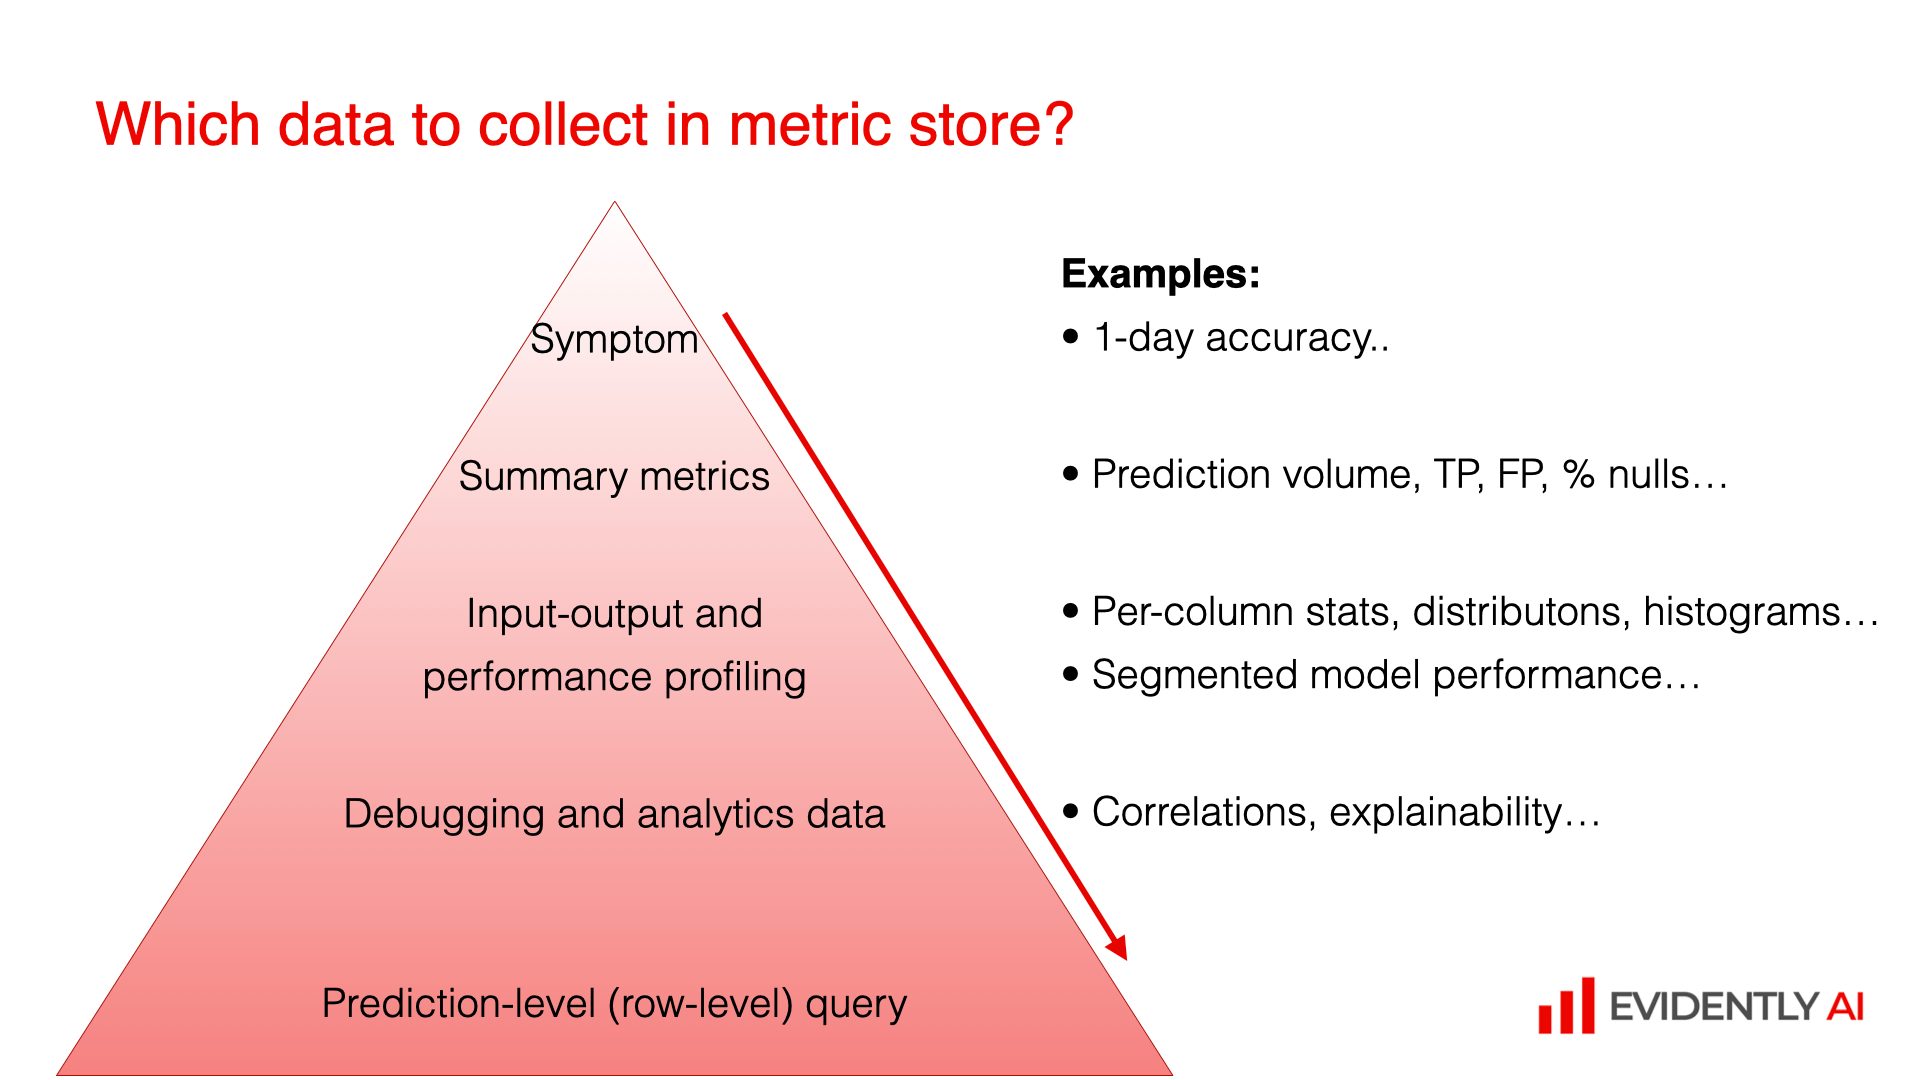 Which data to collect in metric store?
Symptom
Summary metrics
Input-output and
performance profiling
Debugging and analytics data
Prediction-level (row-level) query
Examples:
• 1-day accuracy..
• Prediction volume, TP, FP, % nulls…
• Per-column stats, distributons, histograms…
• Segmented model performance…
• Correlations, explainability…
EVIDENTLY AI